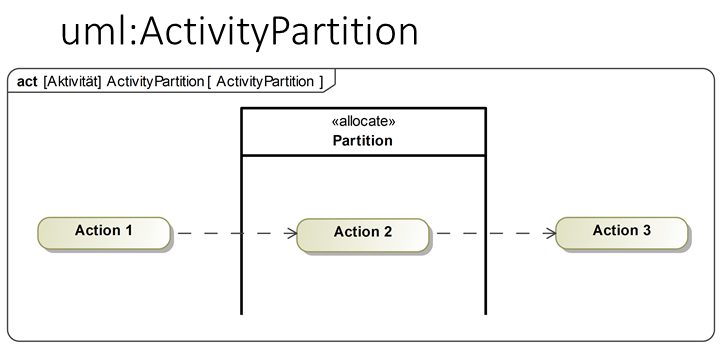 uml:ActivityPartition
act [Aktivität] ActivityPartition [ ActivityPartition ]
«allocate»
Partition
Action 1
Action 2
Action 3